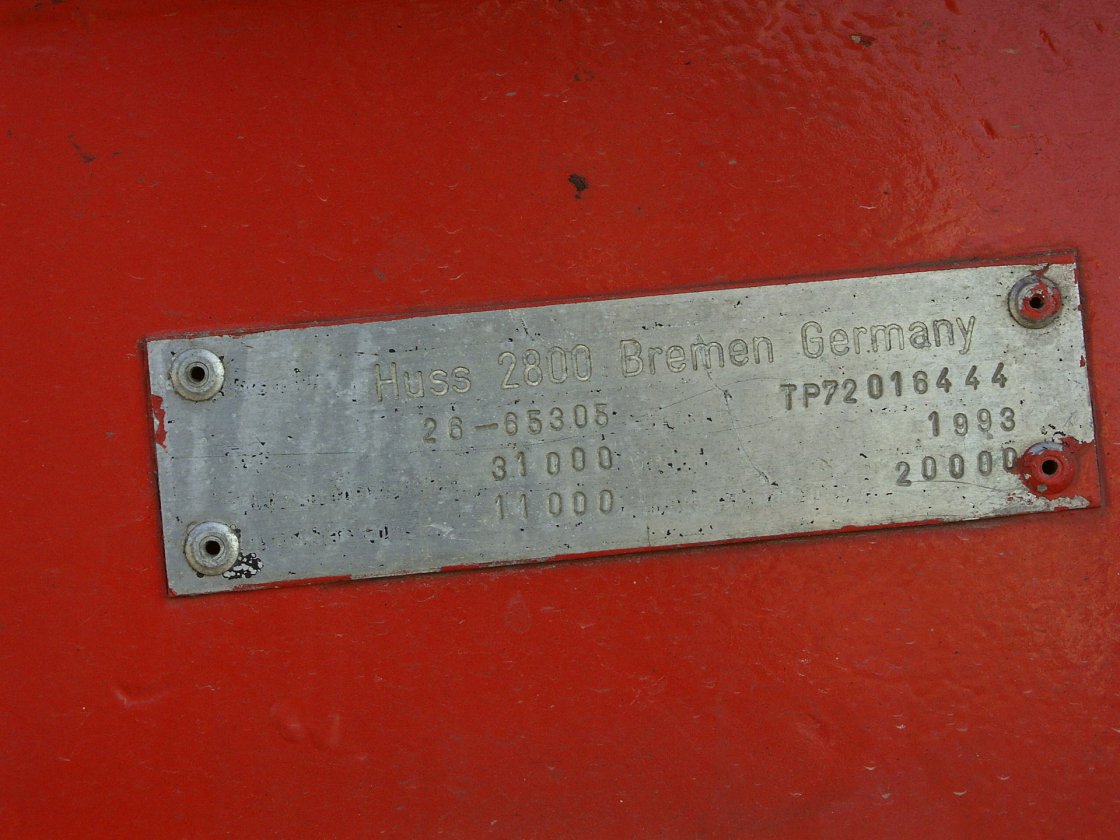 Huss 2800 Bremen Germany
26-65305 TP72016444
31000 1993
11000 20000